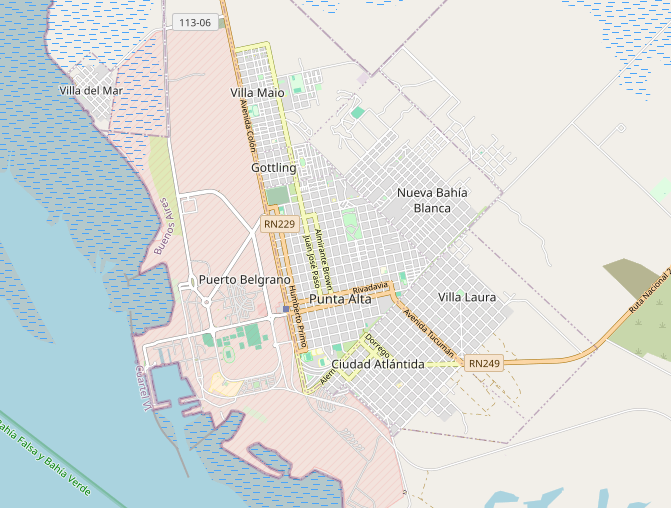 113-06
Villa del Mar
Villa Maio
Avenida Colón
Gottling
Nueva Bahía
Blanca
Buenos Aires
RN229
Almirante Brown
Juan José Paso
Puerto Belgrano
Rivadavia
Punta Alta
Villa Laura
Ruta Nacional
Humberto Primo
Avenida Tucumán
Dorrego
Ciudad Atlántida
RN249
Alem
Cuartel VI
Bahía Falsa y Bahía Verde